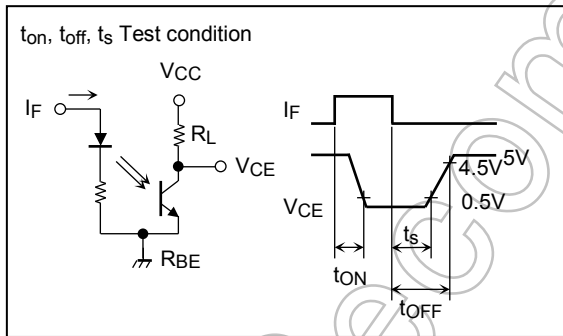 ton, toff, ts Test condition
IF
VCC
RL
VCE
RBE
IF
VCE
5V
4.5V
0.5V
ts
tON
tOFF